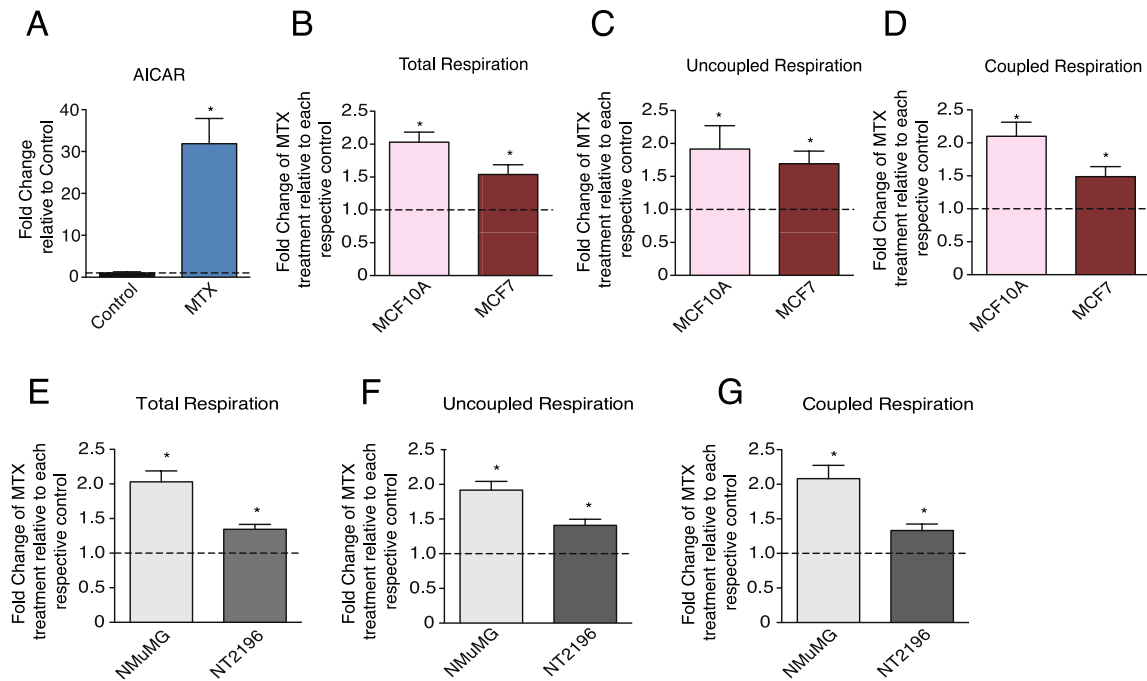 A
AICAR
Fold Change
relative to Control
40
30
20
10
0
*
Control
MTX
B
Total Respiration
Fold Change of MTX
treatment relative to each
respective control
2.5
2.0
1.5
1.0
0.5
0
*
*
MCF10A
MCF7
C
Uncoupled Respiration
Fold Change of MTX
treatment relative to each
respective control
2.5
2.0
1.5
1.0
0.5
0
*
*
MCF10A
MCF7
D
Coupled Respiration
Fold Change of MTX
treatment relative to each
respective control
2.5
2.0
1.5
1.0
0.5
0
*
*
MCF10A
MCF7
E
Total Respiration
Fold Change of MTX
treatment relative to each
respective control
2.5
2.0
1.5
1.0
0.5
0
*
*
NMuMG
NT2196
F
Uncoupled Respiration
Fold Change of MTX
treatment relative to each
respective control
2.5
2.0
1.5
1.0
0.5
0
*
*
NMuMG
NT2196
G
Coupled Respiration
Fold Change of MTX
treatment relative to each
respective control
2.5
2.0
1.5
1.0
0.5
0
*
*
NMuMG
NT2196